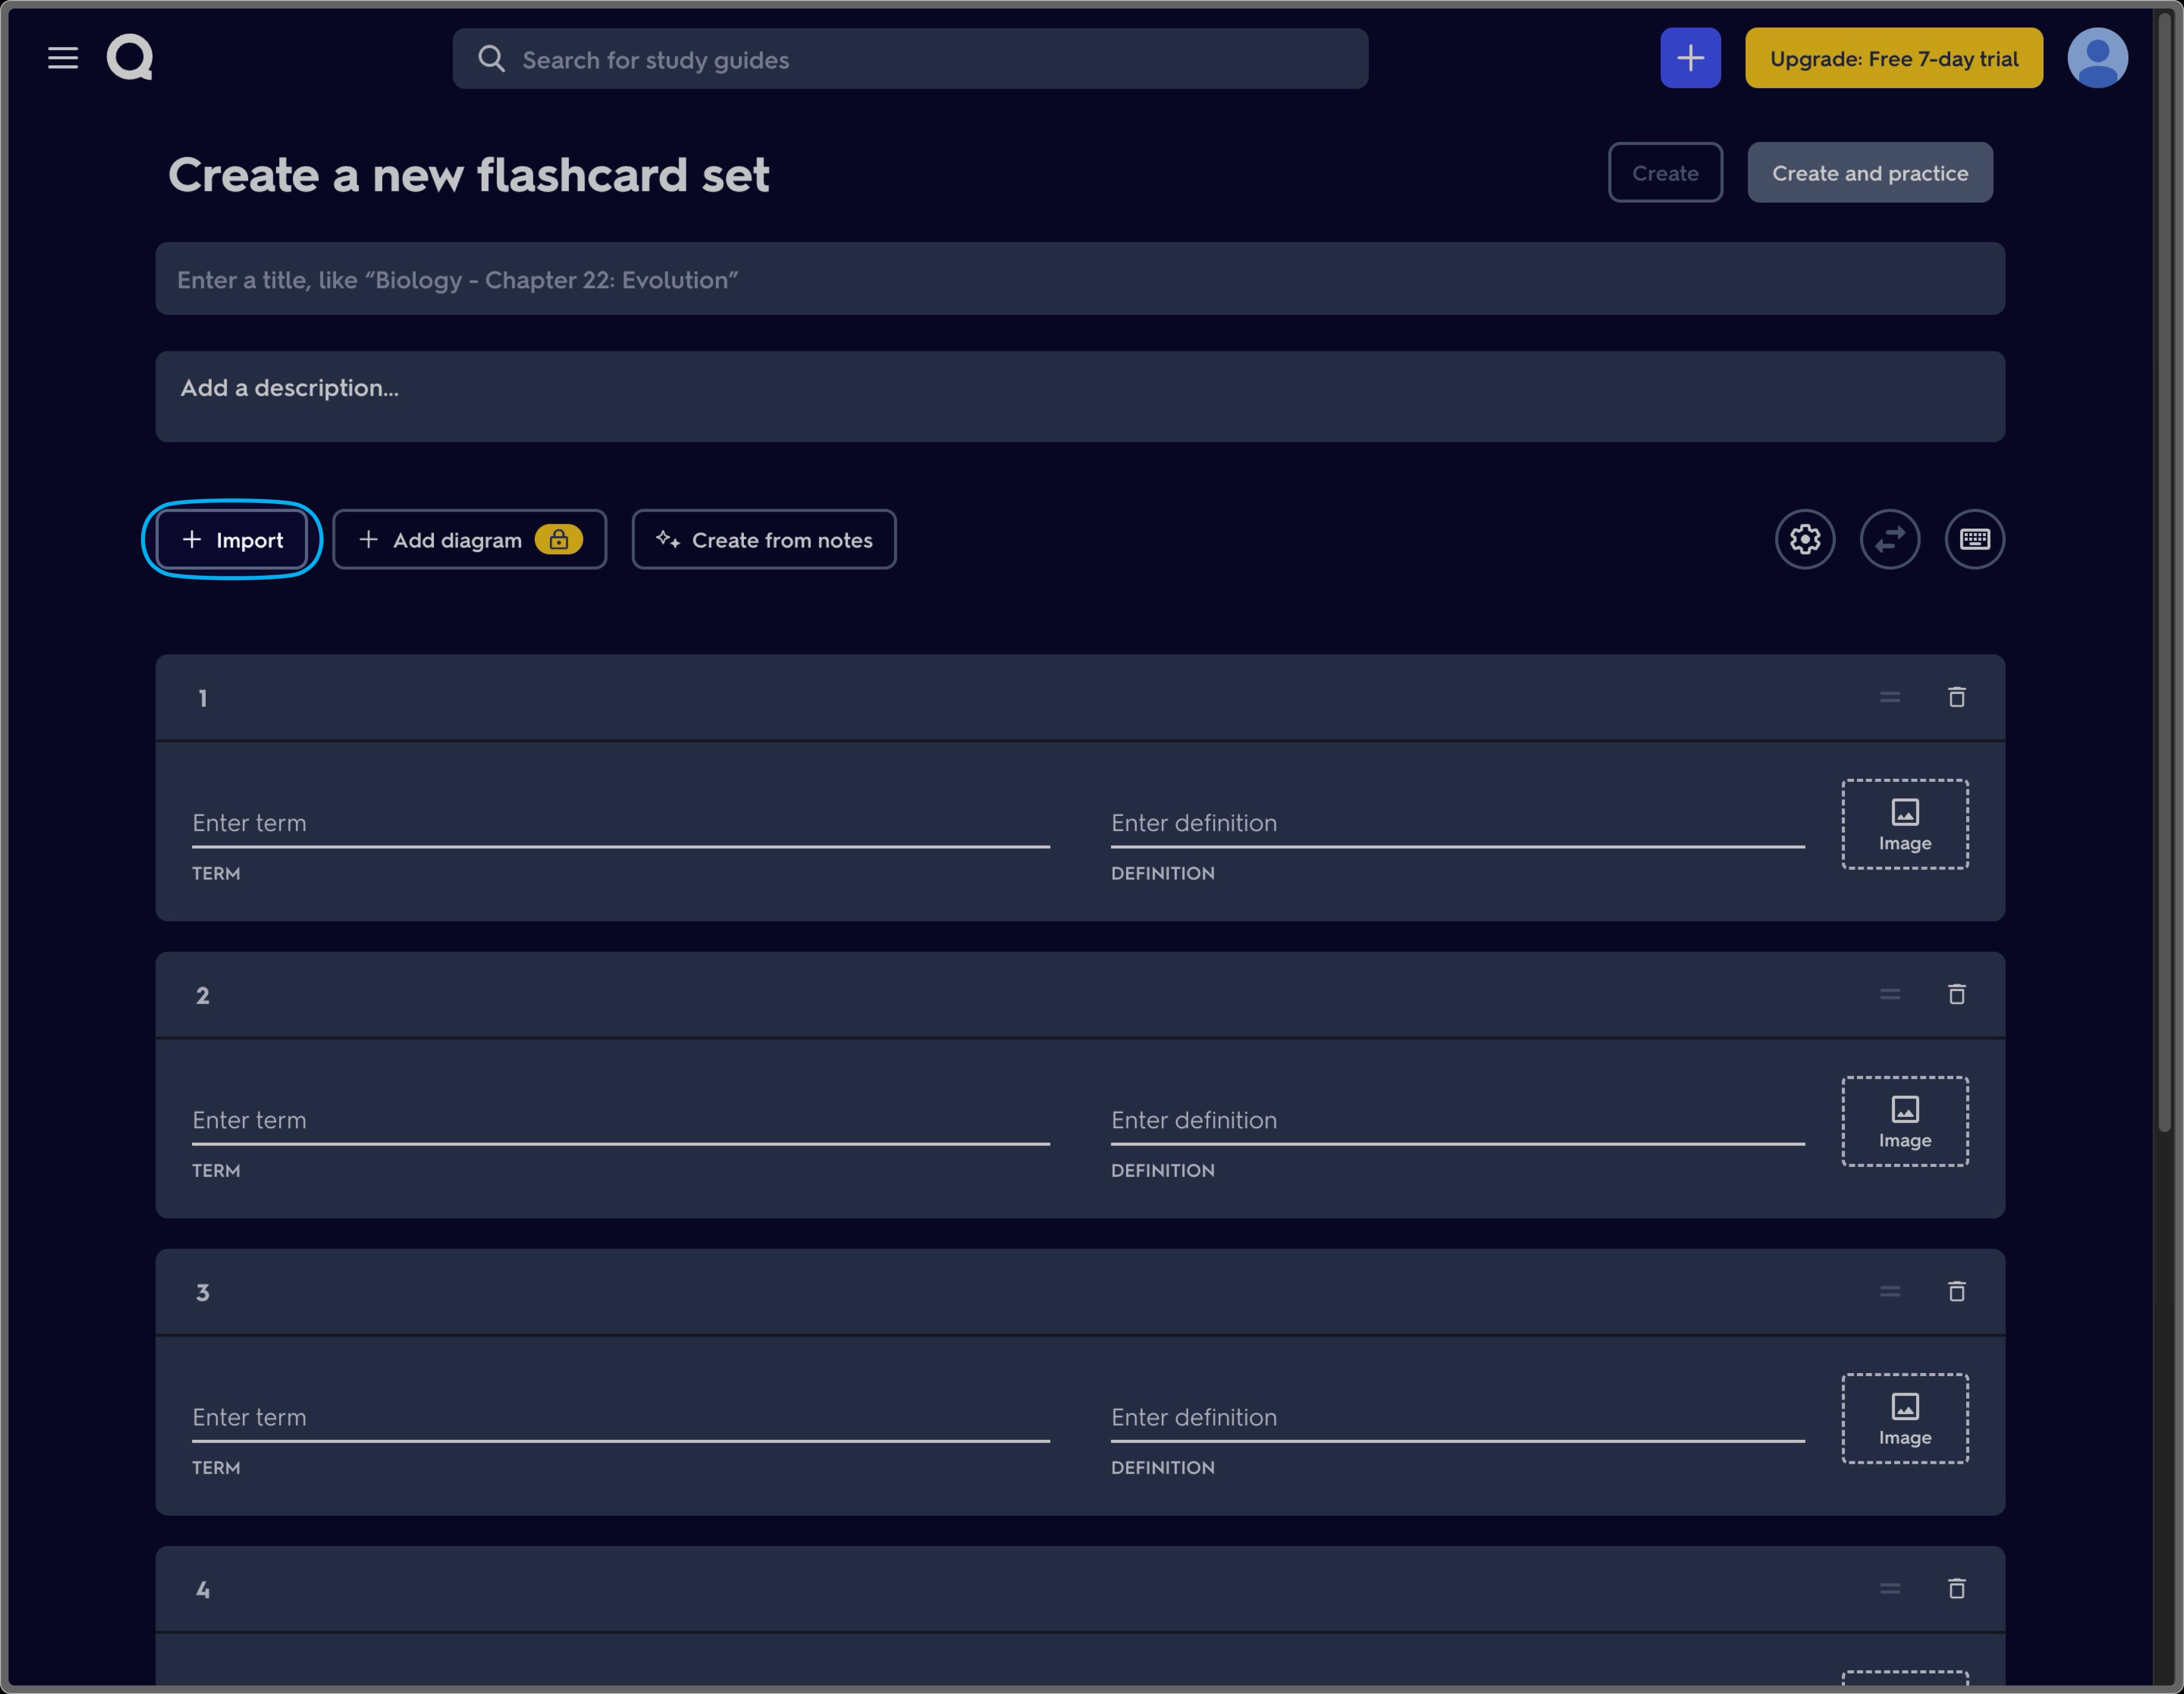 Search for study guides
Upgrade: Free 7-day trial
Create a new flashcard set
Create
Create and practice
Enter a title, like “Biology - Chapter 22: Evolution”
Add a description...
Import
Add diagram
Create from notes
1
Enter term
Enter definition
Image
TERM
DEFINITION
2
Enter term
Enter definition
Image
TERM
DEFINITION
3
Enter term
Enter definition
Image
TERM
DEFINITION
4